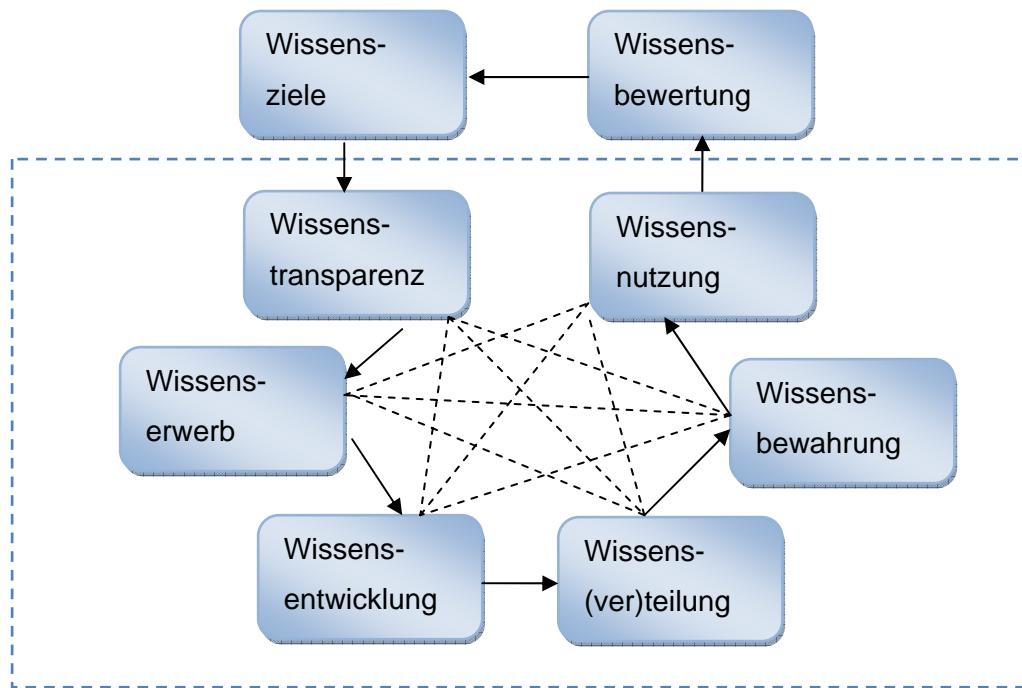 Wissens-
ziele
Wissens-
bewertung
Wissens-
transparenz
Wissens-
nutzung
Wissens-
erwerb
Wissens-
bewahrung
Wissens-
entwicklung
Wissens-
(ver)teilung